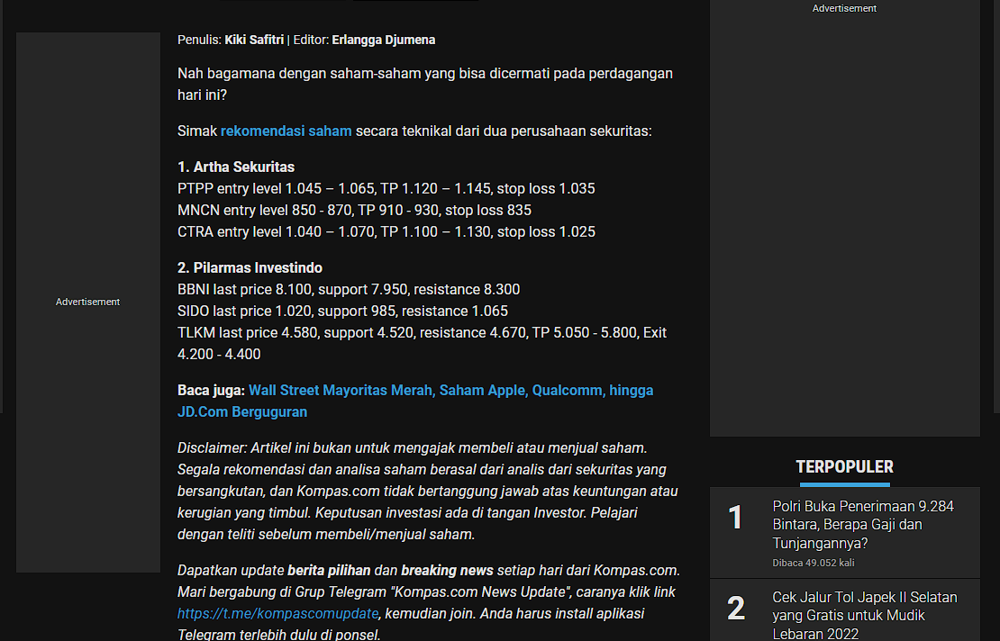 Advertisement
Penulis: Kiki Safitri | Editor: Erlangga Djumena
Nah bagamana dengan saham-saham yang bisa dicermati pada perdagangan
hari ini?
Simak rekomendasi saham secara teknikal dari dua perusahaan sekuritas:
1. Artha Sekuritas
PTPP entry level 1.045 – 1.065, TP 1.120 – 1.145, stop loss 1.035
MNCN entry level 850 - 870, TP 910 - 930, stop loss 835
CTRA entry level 1.040 – 1.070, TP 1.100 – 1.130, stop loss 1.025
2. Pilarmas Investindo
BBNI last price 8.100, support 7.950, resistance 8.300
SIDO last price 1.020, support 985, resistance 1.065
TLKM last price 4.580, support 4.520, resistance 4.670, TP 5.050 - 5.800, Exit
4.200 - 4.400
Baca juga: Wall Street Mayoritas Merah, Saham Apple, Qualcomm, hingga
JD.Com Berguguran
Disclaimer: Artikel ini bukan untuk mengajak membeli atau menjual saham.
Segala rekomendasi dan analisa saham berasal dari analis dari sekuritas yang
bersangkutan, dan Kompas.com tidak bertanggung jawab atas keuntungan atau
kerugian yang timbul. Keputusan investasi ada di tangan Investor. Pelajari
dengan teliti sebelum membeli/menjual saham.
Dapatkan update berita pilihan dan breaking news setiap hari dari Kompas.com.
Mari bergabung di Grup Telegram "Kompas.com News Update", caranya klik link
https://t.me/kompascomupdate, kemudian join. Anda harus install aplikasi
Telegram terlebih dulu di ponsel.
Advertisement
TERPOPULER
1
Polri Buka Penerimaan 9.284
Bintara, Berapa Gaji dan
Tunjangannya?
Dibaca 49.052 kali
2
Cek Jalur Tol Japek II Selatan
yang Gratis untuk Mudik
Lebaran 2022